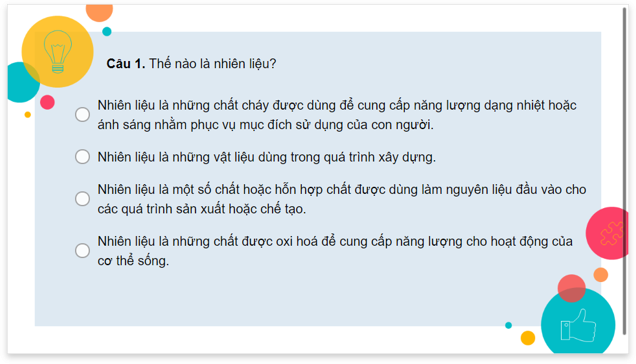 Câu 1. Thế nào là nhiên liệu?
Nhiên liệu là những chất cháy được dùng để cung cấp năng lượng dạng nhiệt hoặc
ánh sáng nhằm phục vụ mục đích sử dụng của con người.
Nhiên liệu là những vật liệu dùng trong quá trình xây dựng.
Nhiên liệu là một số chất hoặc hỗn hợp chất được dùng làm nguyên liệu đầu vào cho
các quá trình sản xuất hoặc chế tạo.
Nhiên liệu là những chất được oxi hoá để cung cấp năng lượng cho hoạt động của
cơ thể sống.